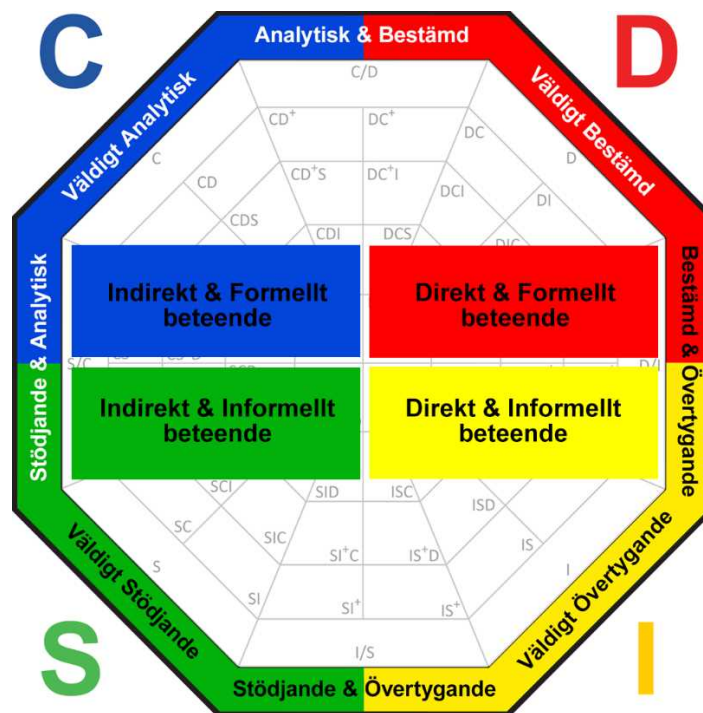 C
D
Analytisk & Bestämd
C/D
Väldigt Analytisk
Väldigt Bestämd
CD⁺
DC⁺
DC
C
D
CD
CD⁺S
DC⁺I
DCI
DI
CDS
CDI
DCS
DIC
Stödjande & Analytisk
Bestämd & Övertygande
Indirekt & Formellt
beteende
Direkt & Formellt
beteende
S/C
D/I
Indirekt & Informellt
beteende
Direkt & Informellt
beteende
SCI
SID
ISC
ISD
SC
SIC
IS
S
SI⁺C
IS⁺D
I
SI
SI⁺
IS⁺
Väldigt Stödjande
Väldigt Övertygande
I/S
S
I
Stödjande & Övertygande